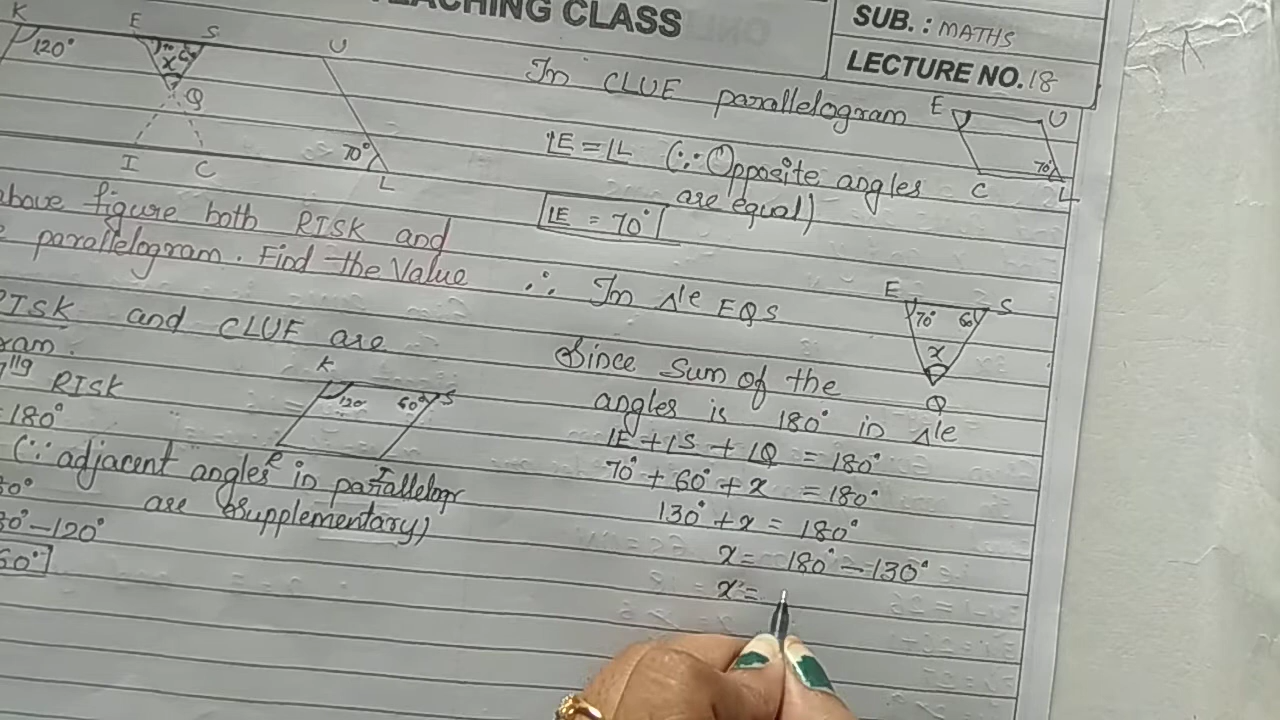 TEACHING CLASS
SUB. : MATHS
LECTURE NO. 18
K E S U
120° x
Q
I C 70° L
above figure both RISK and
parallelogram. Find the Value
RISK and CLUE are
RISK
= 180°
K 120 60° S
R I
(∵ adjacent angles in parallelogr
are supplementary)
-120°
60°
In CLUE parallelogram
E U
C 70° L
∠E = ∠L (∵ Opposite angles
are equal)
∠E = 70°
∴ In △le EQS
E S
70° 60°
x
Q
Since Sum of the
angles is 180° in △le
∠E + ∠S + ∠Q = 180°
70° + 60° + x = 180°
130° + x = 180°
x = 180° - 130°
x =